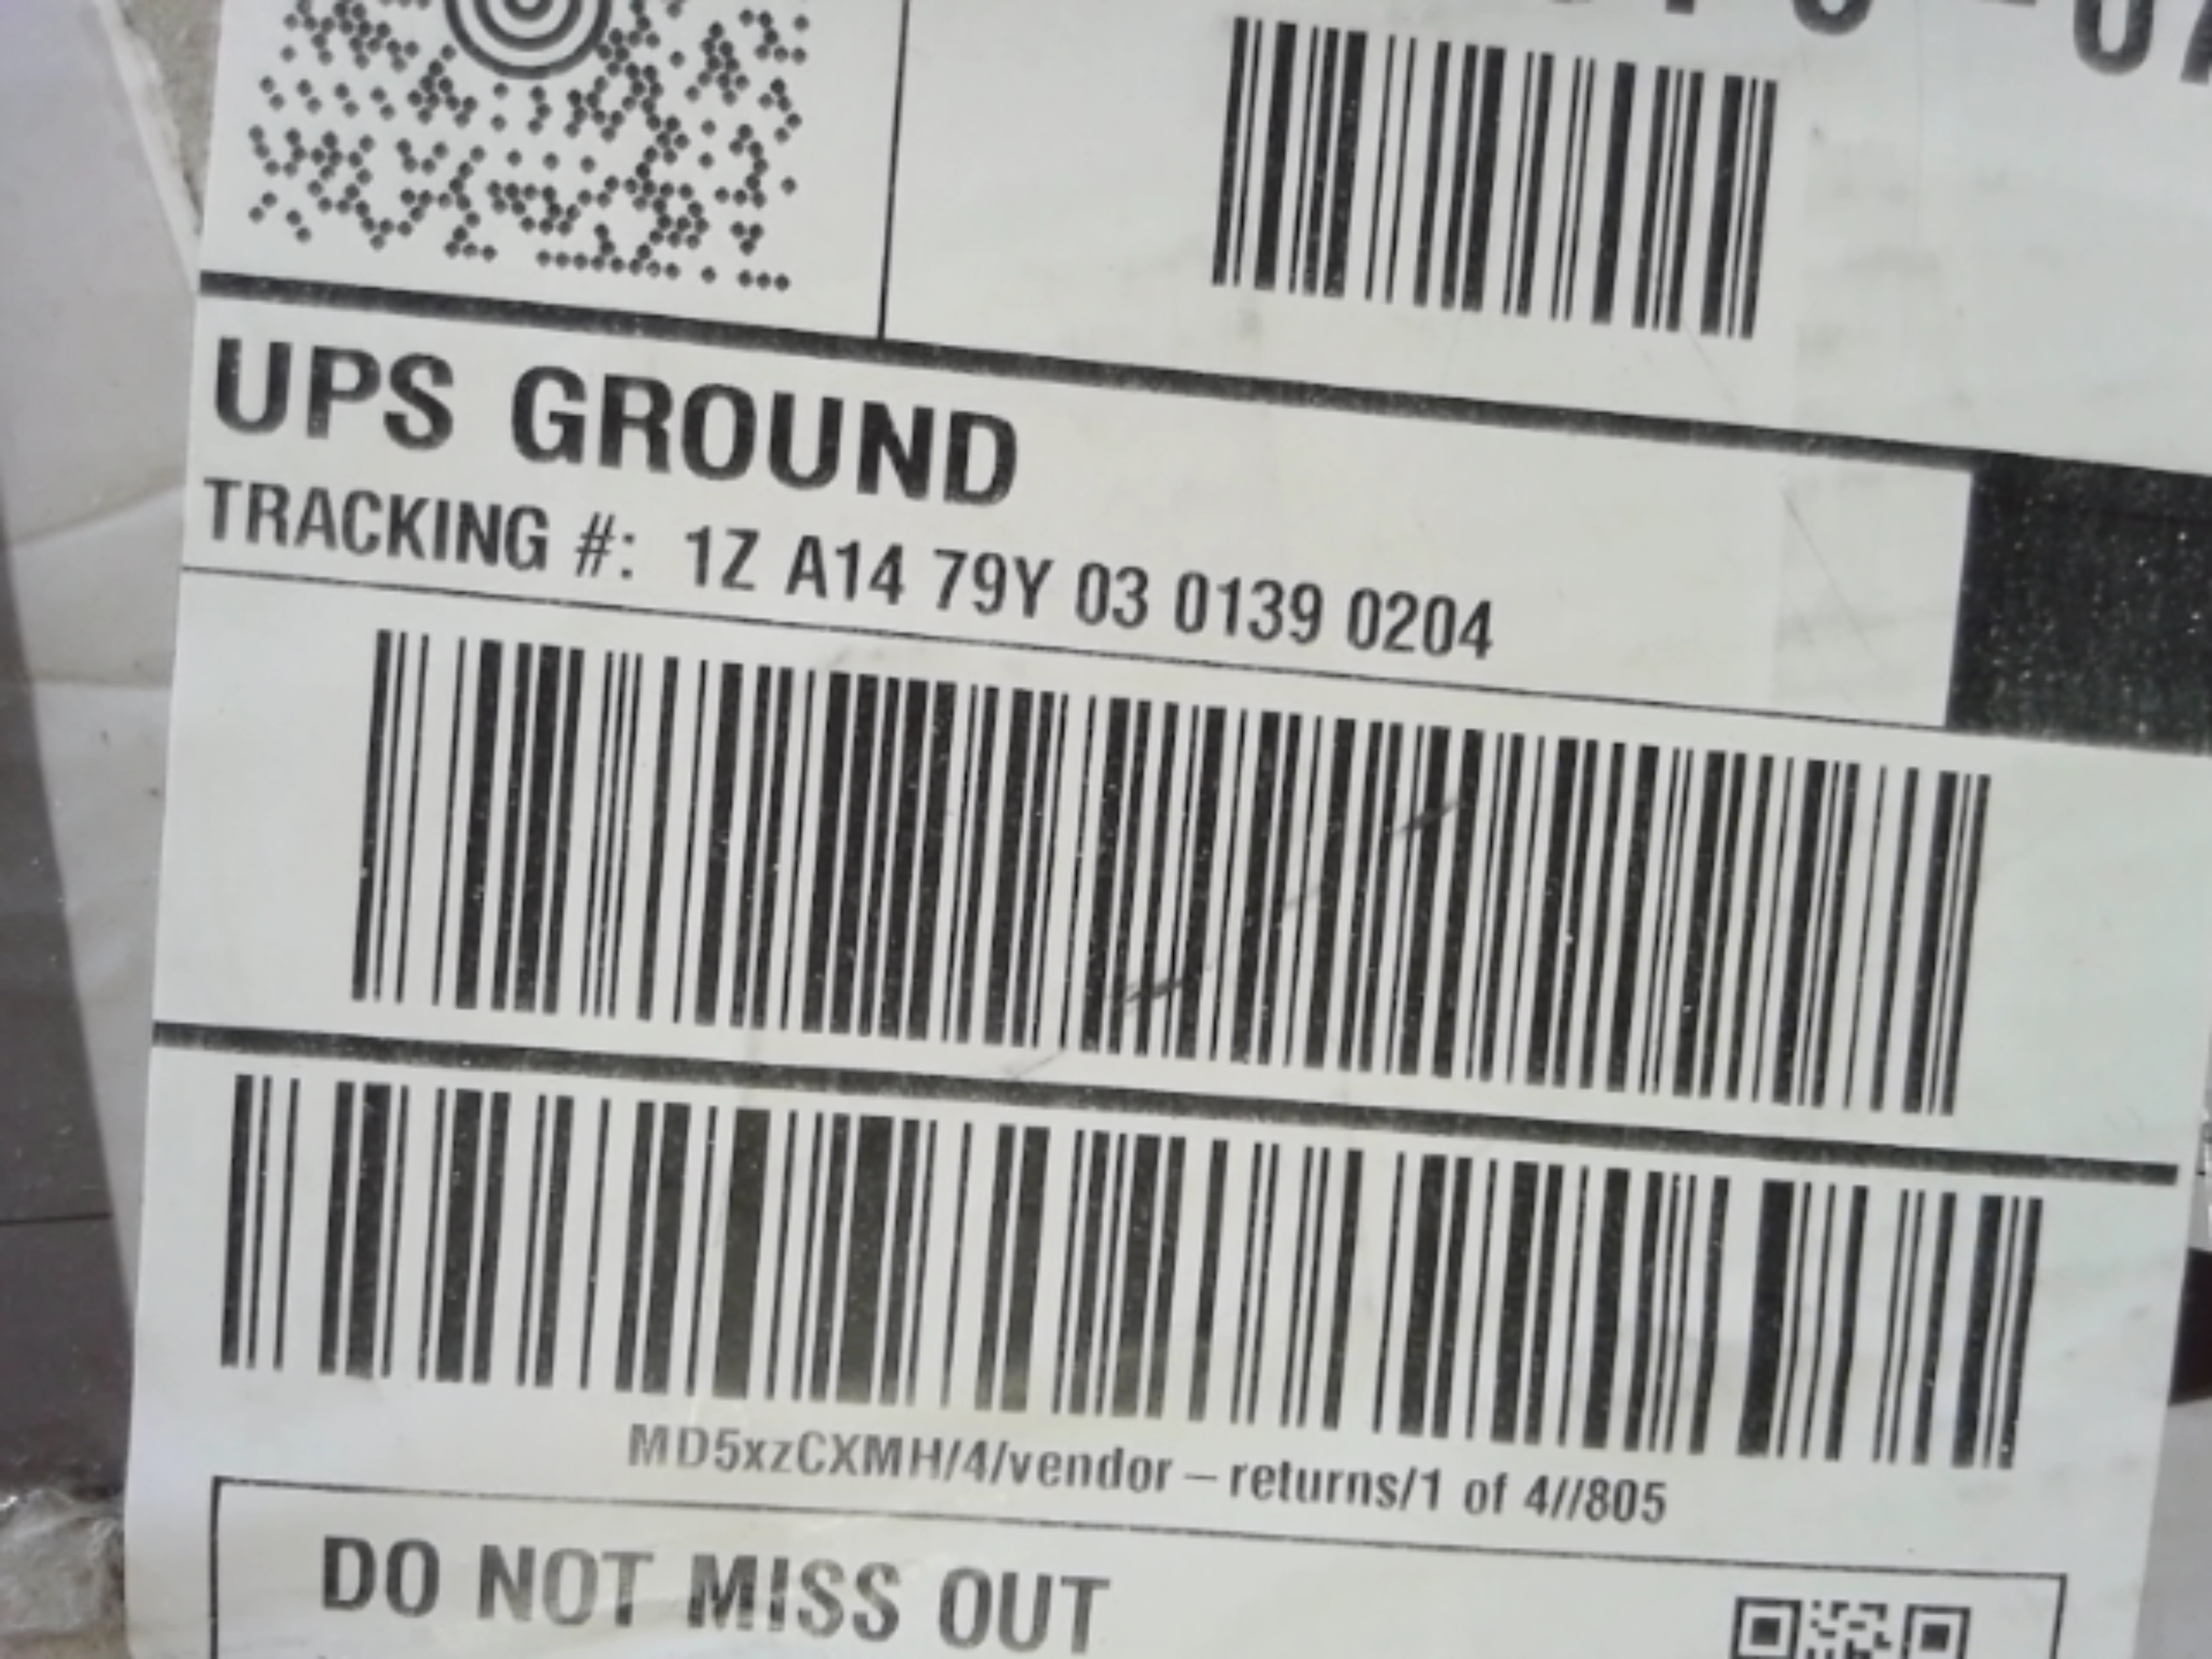 UPS GROUND
TRACKING #: 1Z A14 79Y 03 0139 0204
MD5xzCXMH/4/vendor – returns/1 of 4//805
DO NOT MISS OUT